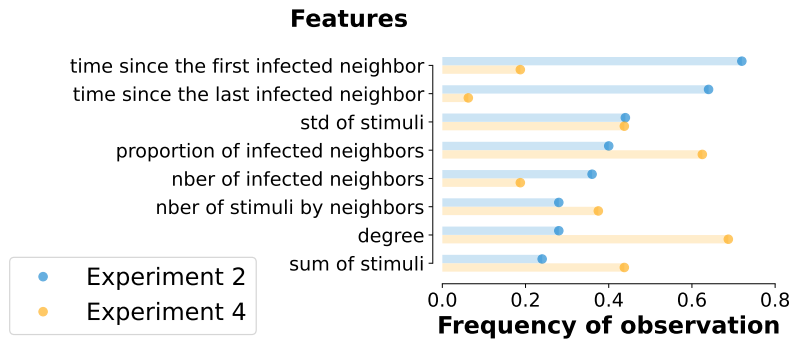 Features
time since the first infected neighbor
time since the last infected neighbor
std of stimuli
proportion of infected neighbors
nber of infected neighbors
nber of stimuli by neighbors
degree
sum of stimuli
Experiment 2
Experiment 4
0.0 0.2 0.4 0.6 0.8
Frequency of observation